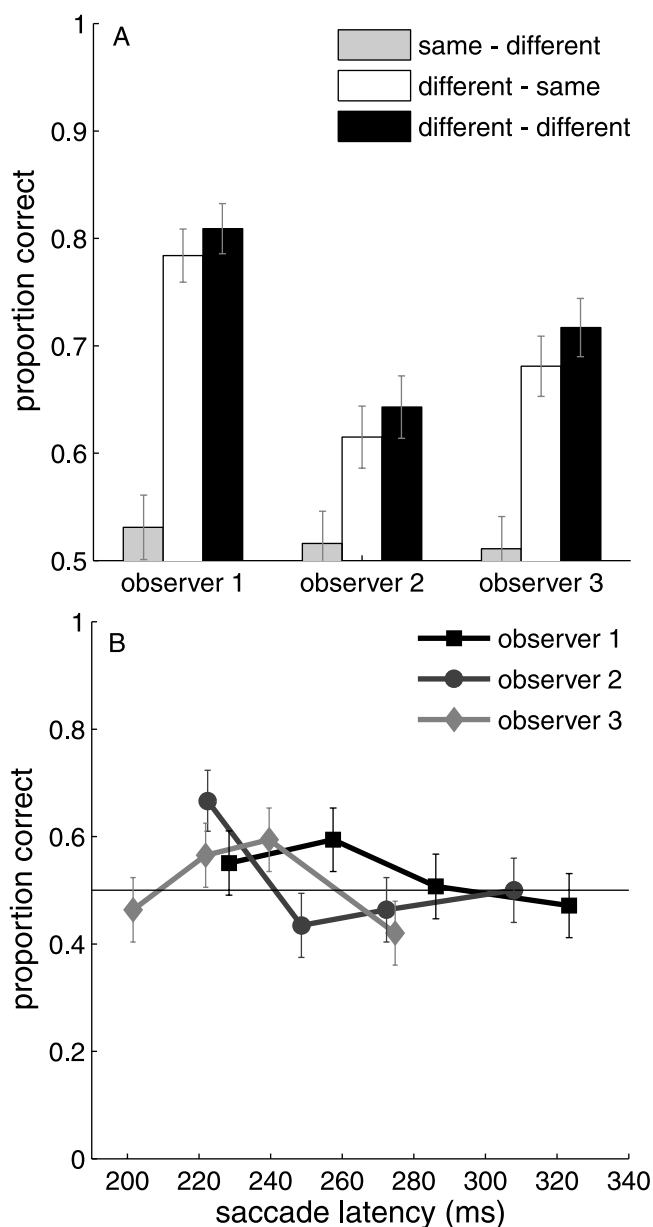 A
same - different
different - same
different - different
1
0.9
0.8
0.7
0.6
0.5
proportion correct
observer 1 observer 2 observer 3
B
observer 1
observer 2
observer 3
1
0.8
0.6
0.4
0.2
0
proportion correct
200 220 240 260 280 300 320 340
saccade latency (ms)